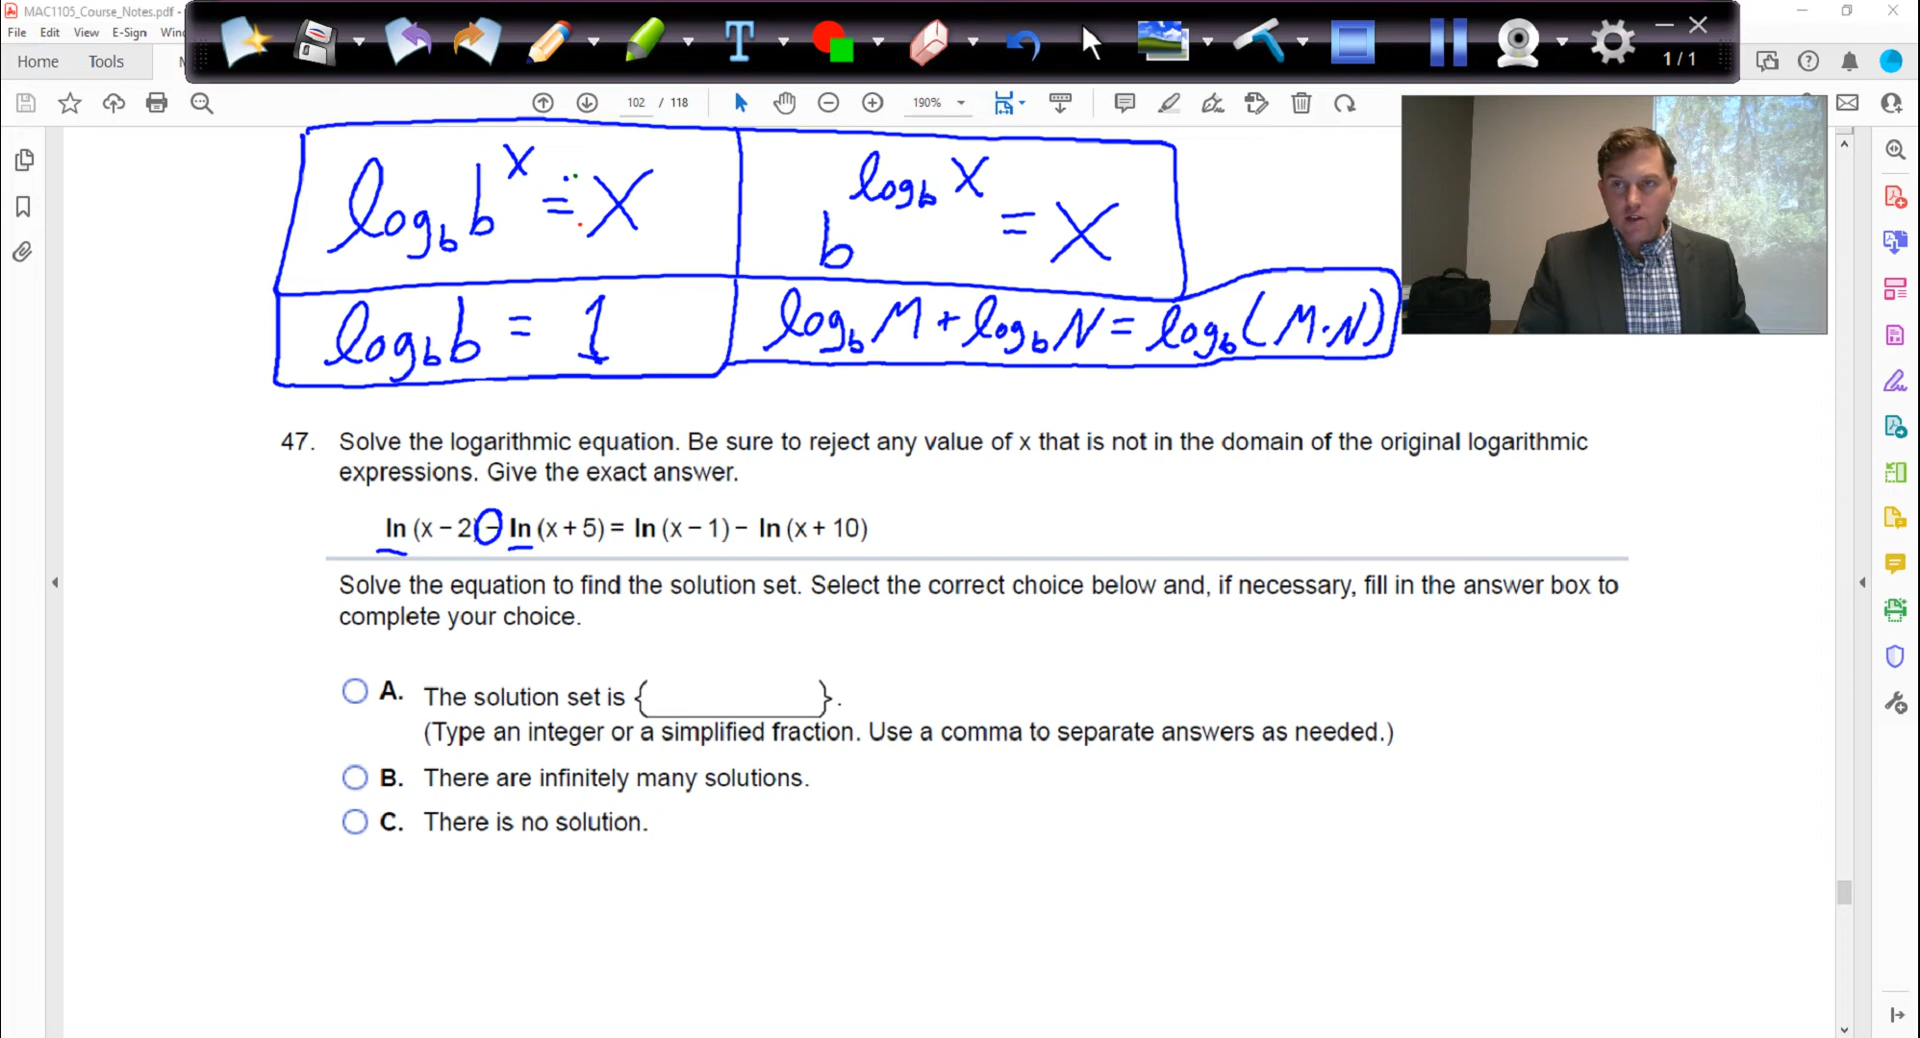 MAC1105_Course_Notes.pdf -
File Edit View E-Sign
Home Tools
1 / 1
102 / 118
190%
log_b b^x = X
b^(log_b X) = X
log_b b = 1
log_b M + log_b N = log_b (M·N)
47. Solve the logarithmic equation. Be sure to reject any value of x that is not in the domain of the original logarithmic
expressions. Give the exact answer.
ln (x − 2) − ln (x + 5) = ln (x − 1) − ln (x + 10)
Solve the equation to find the solution set. Select the correct choice below and, if necessary, fill in the answer box to
complete your choice.
A. The solution set is { }.
(Type an integer or a simplified fraction. Use a comma to separate answers as needed.)
B. There are infinitely many solutions.
C. There is no solution.